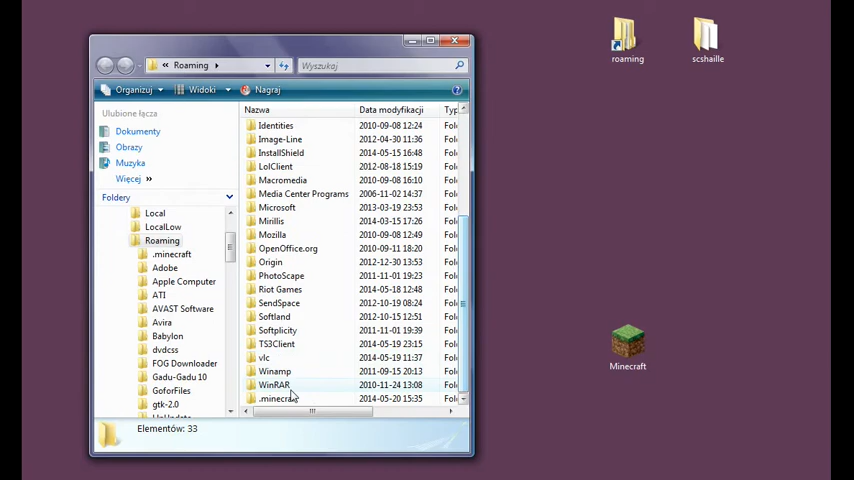 roaming
scshaille
« Roaming ▸
Wyszukaj
Organizuj
Widoki
Nagraj
Ulubione łącza
Dokumenty
Obrazy
Muzyka
Więcej »
Foldery
Local
LocalLow
Roaming
.minecraft
Adobe
Apple Computer
ATI
AVAST Software
Avira
Babylon
dvdcss
FOG Downloader
Gadu-Gadu 10
GoforFiles
gtk-2.0
Nazwa Data modyfikacji Typ
Identities 2010-09-08 12:24 Fol
Image-Line 2012-04-30 11:36 Fol
InstallShield 2014-05-15 16:48 Fol
LolClient 2012-08-18 15:19 Fol
Macromedia 2010-09-08 16:10 Fol
Media Center Programs 2006-11-02 14:37 Fol
Microsoft 2013-03-19 23:53 Fol
Mirillis 2014-03-15 17:26 Fol
Mozilla 2010-09-08 12:49 Fol
OpenOffice.org 2010-09-11 18:20 Fol
Origin 2012-12-30 13:53 Fol
PhotoScape 2011-11-01 19:23 Fol
Riot Games 2014-05-18 12:48 Fol
SendSpace 2012-10-19 08:24 Fol
Softland 2012-10-15 12:51 Fol
Softplicity 2011-11-01 19:39 Fol
TS3Client 2014-05-19 22:06 Fol
vlc 2014-05-19 11:37 Fol
Winamp 2011-09-15 20:13 Fol
WinRAR 2010-11-24 13:08 Fol
.minecraft 2014-05-20 15:35 Fol
Elementów: 33
Minecraft